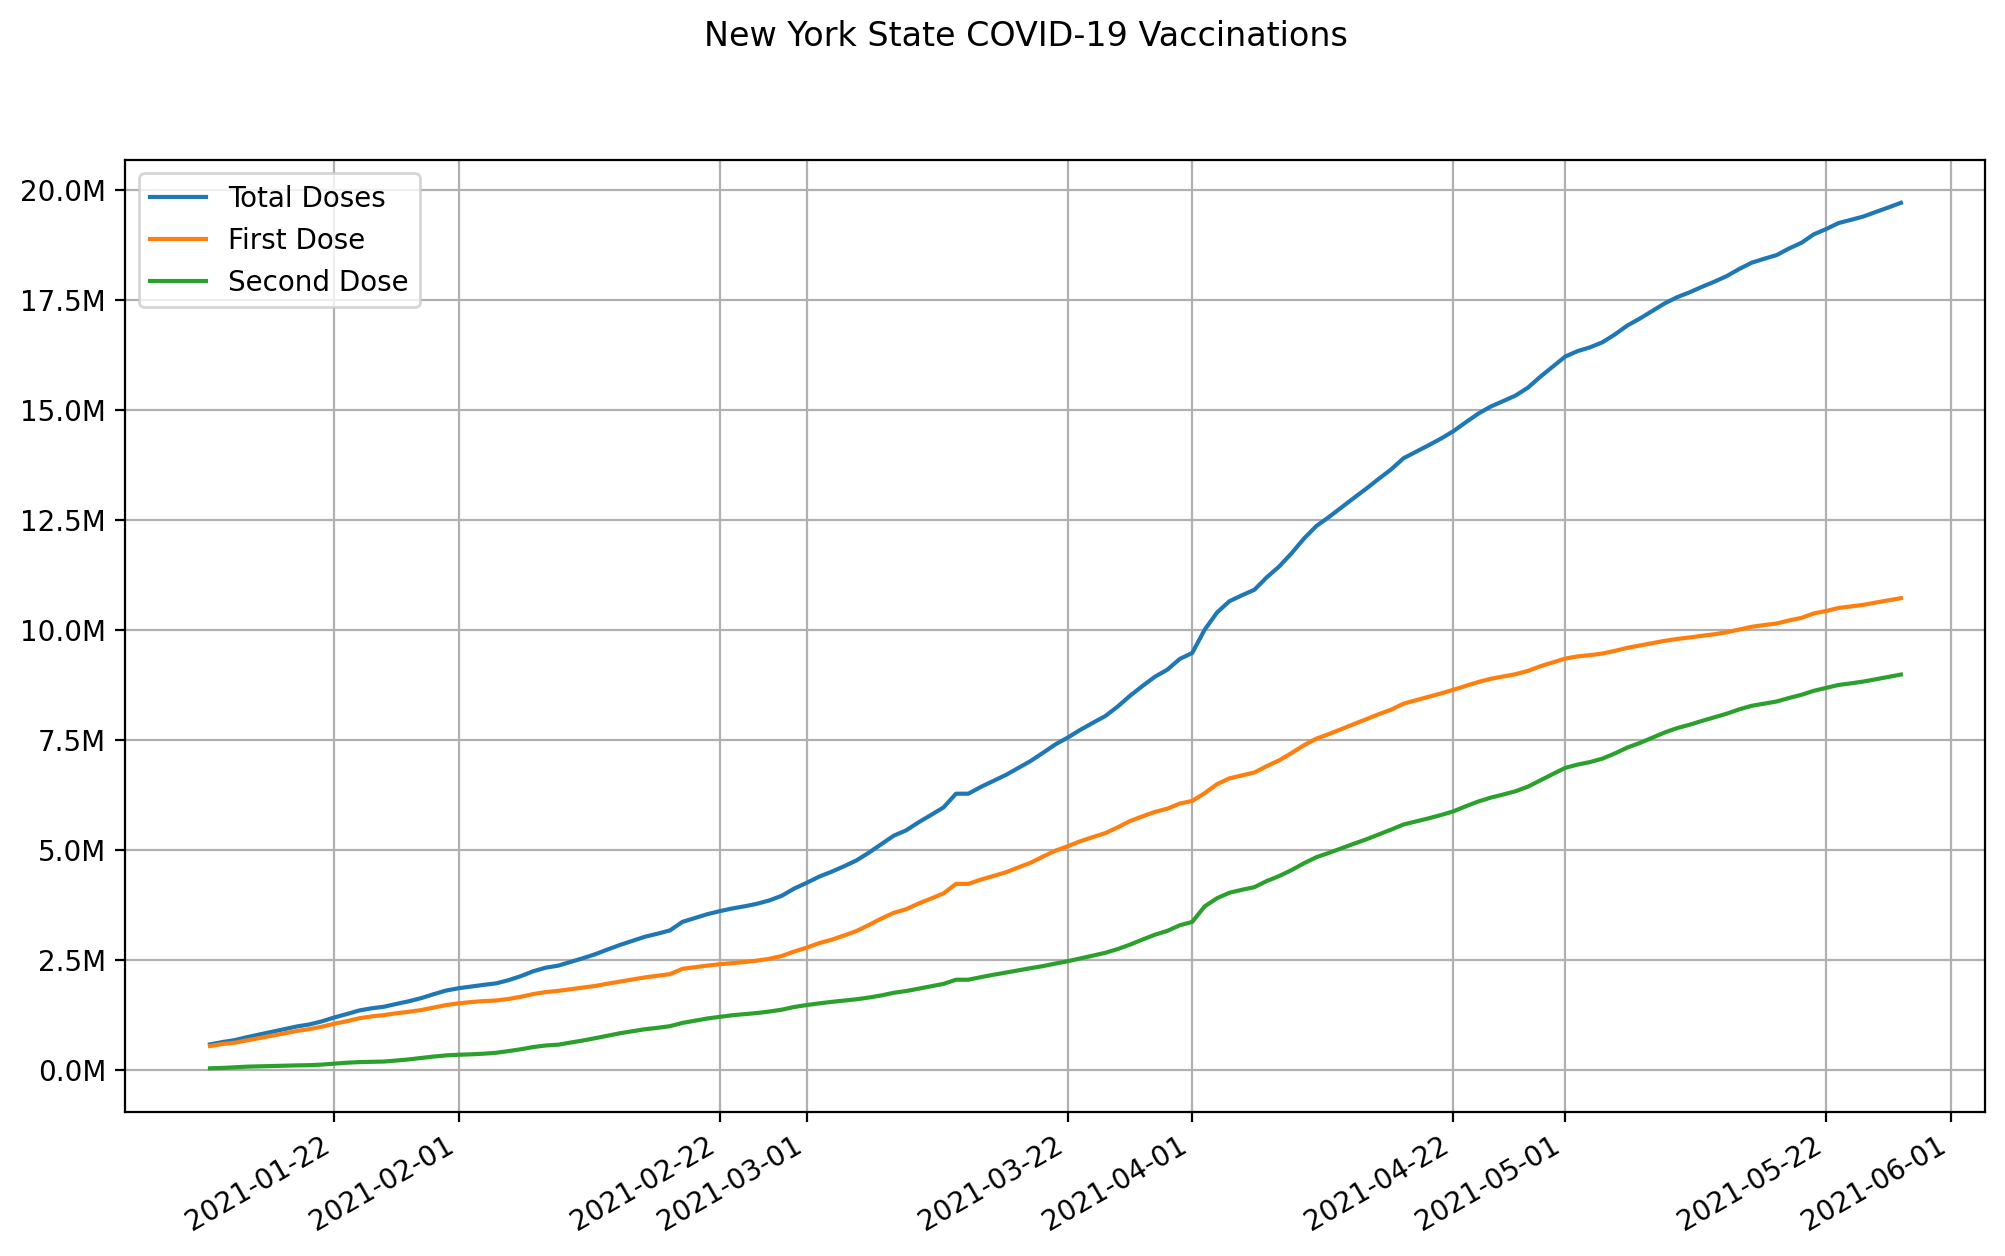 New York State COVID-19 Vaccinations
Total Doses
First Dose
Second Dose
20.0M
17.5M
15.0M
12.5M
10.0M
7.5M
5.0M
2.5M
0.0M
2021-01-22
2021-02-01
2021-02-22
2021-03-01
2021-03-22
2021-04-01
2021-04-22
2021-05-01
2021-05-22
2021-06-01